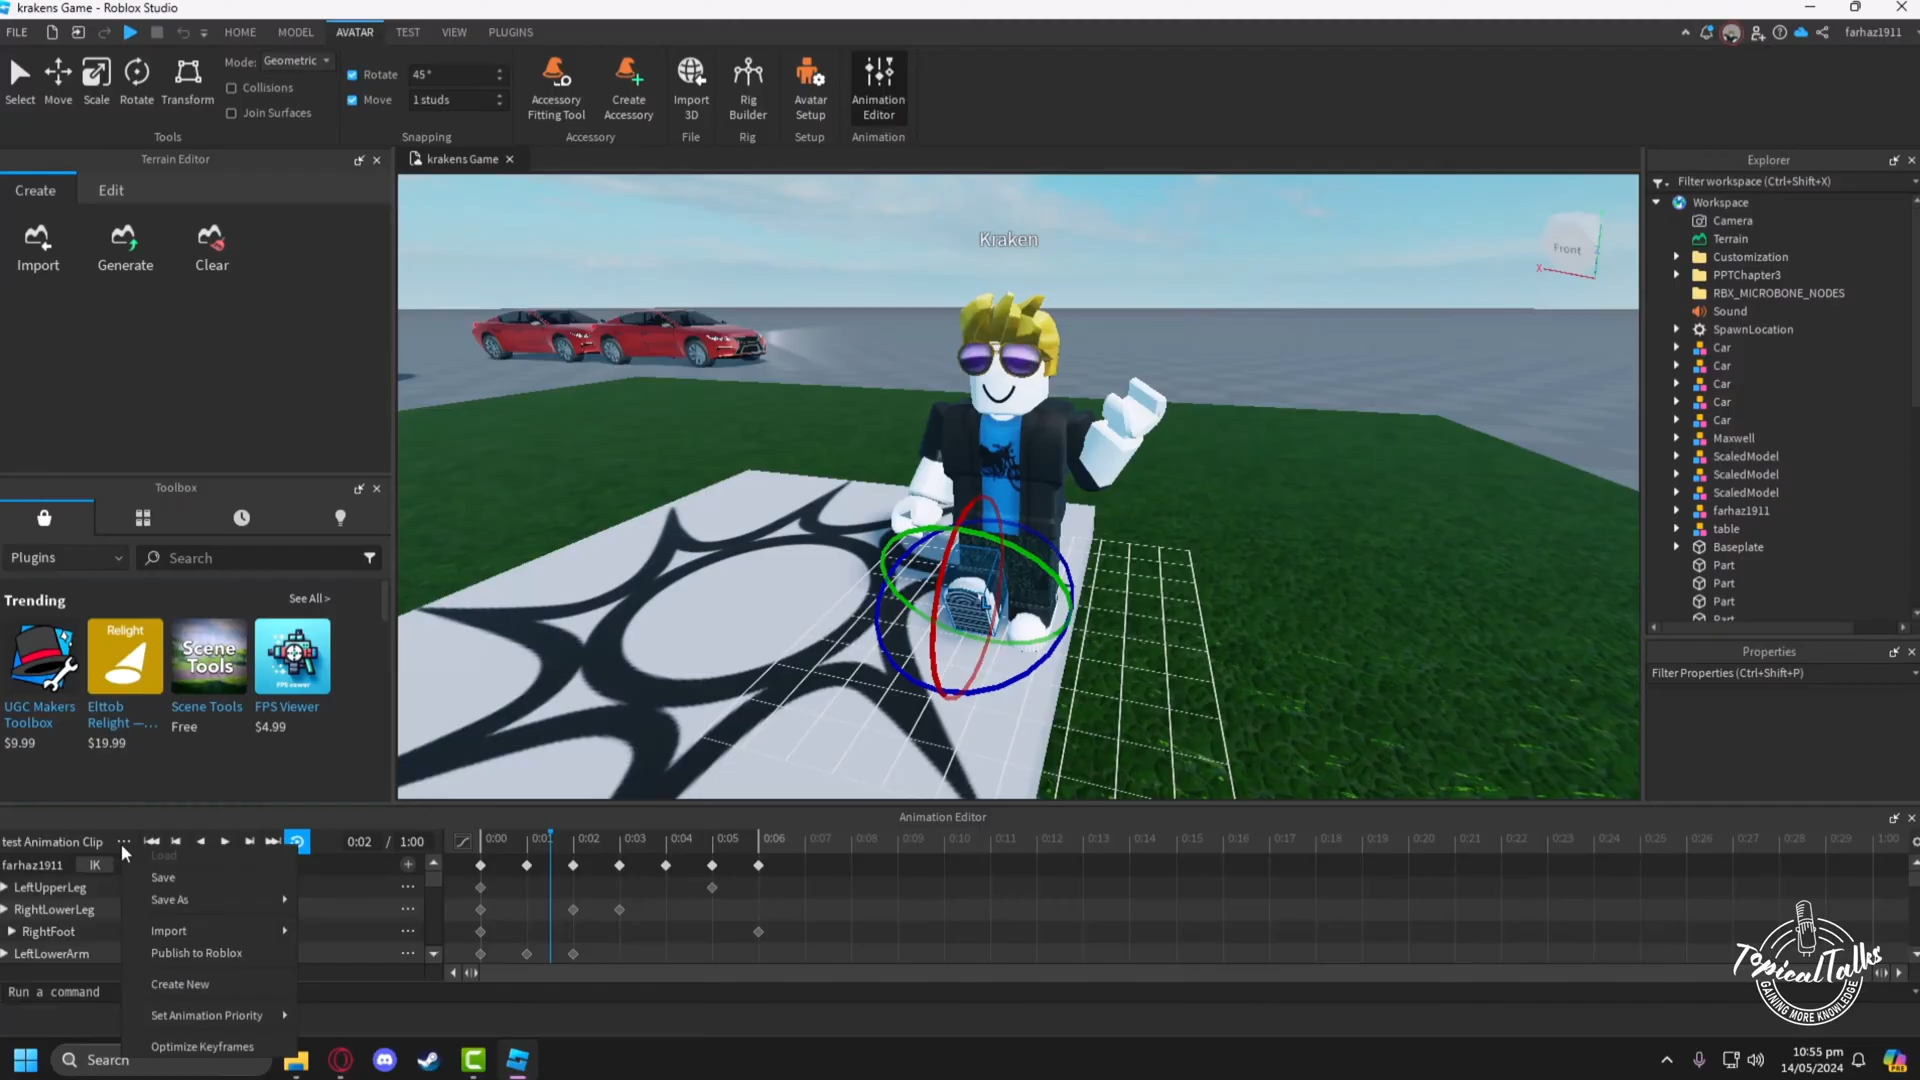 krakens Game - Roblox Studio
FILE
HOME
MODEL
AVATAR
TEST
VIEW
PLUGINS
farhaz1911
Select
Move
Scale
Rotate
Transform
Mode:
Geometric
Collisions
Join Surfaces
Tools
Rotate
45°
Move
1 studs
Snapping
Accessory
Fitting Tool
Create
Accessory
Accessory
Import
3D
File
Rig
Builder
Rig
Avatar
Setup
Setup
Animation
Editor
Animation
Terrain Editor
Create
Edit
Import
Generate
Clear
Toolbox
Plugins
Search
Trending
See All >
Relight
Scene
Tools
FPS viewer
UGC Makers
Toolbox
$9.99
Elttob
Relight —...
$19.99
Scene Tools
Free
FPS Viewer
$4.99
krakens Game
Kraken
Front
X
Explorer
Filter workspace (Ctrl+Shift+X)
Workspace
Camera
Terrain
Customization
PPTChapter3
RBX_MICROBONE_NODES
Sound
SpawnLocation
Car
Car
Car
Car
Car
Maxwell
ScaledModel
ScaledModel
ScaledModel
farhaz1911
table
Baseplate
Part
Part
Part
Part
Properties
Filter Properties (Ctrl+Shift+P)
Animation Editor
test Animation Clip
0:02 / 1:00
0:00 0:01 0:02 0:03 0:04 0:05 0:06 0:07 0:08 0:09 0:10 0:11 0:12 0:13 0:14 0:15 0:16 0:17 0:18 0:19 0:20 0:21 0:22 0:23 0:24 0:25 0:26 0:27 0:28 0:29 1:00
farhaz1911
IK
LeftUpperLeg
RightLowerLeg
RightFoot
LeftLowerArm
Load
Save
Save As
Import
Publish to Roblox
Create New
Set Animation Priority
Optimize Keyframes
Run a command
TopicalTalks
GAINING MORE KNOWLEDGE
Search
10:55 pm
14/05/2024
PRE